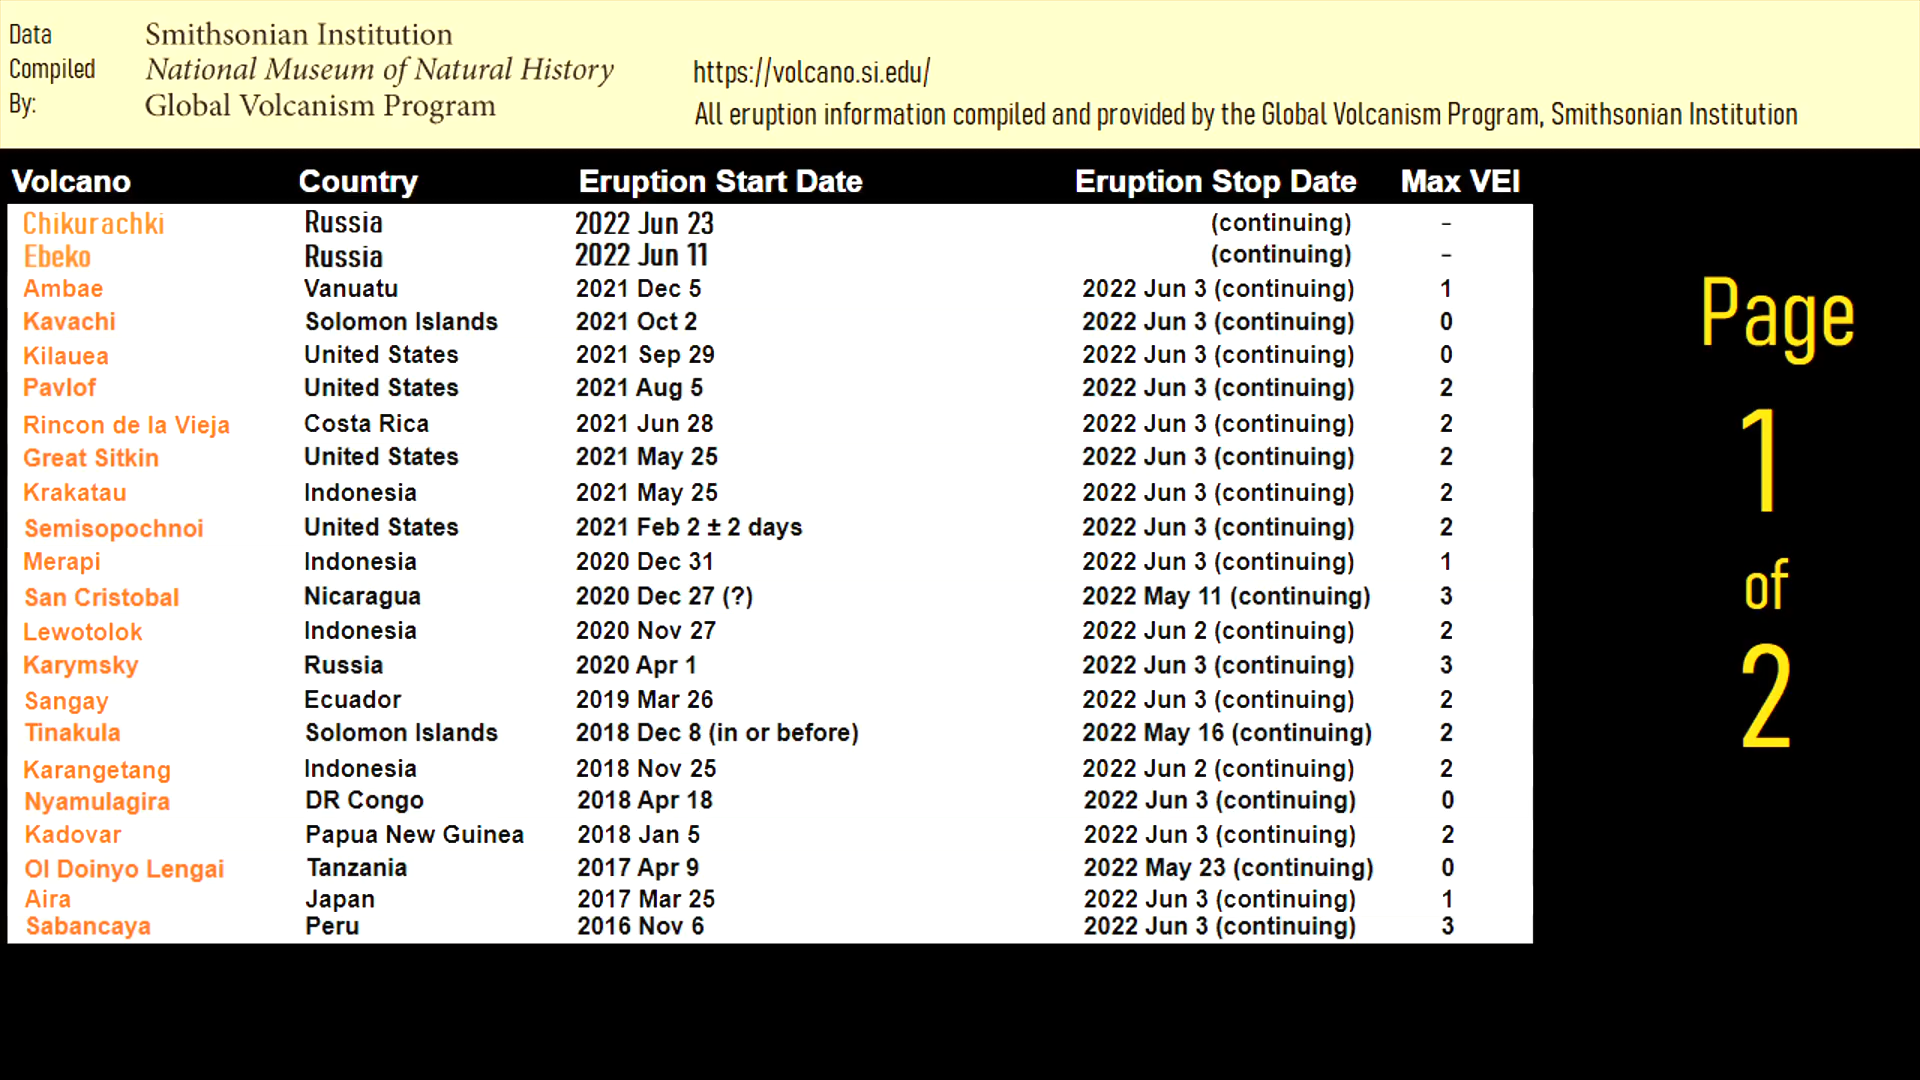 Data Compiled By:
Smithsonian Institution
National Museum of Natural History
Global Volcanism Program
https://volcano.si.edu/
All eruption information compiled and provided by the Global Volcanism Program, Smithsonian Institution
Volcano Country Eruption Start Date Eruption Stop Date Max VEI
Chikurachki Russia 2022 Jun 23 (continuing) -
Ebeko Russia 2022 Jun 11 (continuing) -
Ambae Vanuatu 2021 Dec 5 2022 Jun 3 (continuing) 1
Kavachi Solomon Islands 2021 Oct 2 2022 Jun 3 (continuing) 0
Kilauea United States 2021 Sep 29 2022 Jun 3 (continuing) 0
Pavlof United States 2021 Aug 5 2022 Jun 3 (continuing) 2
Rincon de la Vieja Costa Rica 2021 Jun 28 2022 Jun 3 (continuing) 2
Great Sitkin United States 2021 May 25 2022 Jun 3 (continuing) 2
Krakatau Indonesia 2021 May 25 2022 Jun 3 (continuing) 2
Semisopochnoi United States 2021 Feb 2 ± 2 days 2022 Jun 3 (continuing) 2
Merapi Indonesia 2020 Dec 31 2022 Jun 3 (continuing) 1
San Cristobal Nicaragua 2020 Dec 27 (?) 2022 May 11 (continuing) 3
Lewotolok Indonesia 2020 Nov 27 2022 Jun 2 (continuing) 2
Karymsky Russia 2020 Apr 1 2022 Jun 3 (continuing) 3
Sangay Ecuador 2019 Mar 26 2022 Jun 3 (continuing) 2
Tinakula Solomon Islands 2018 Dec 8 (in or before) 2022 May 16 (continuing) 2
Karangetang Indonesia 2018 Nov 25 2022 Jun 2 (continuing) 2
Nyamulagira DR Congo 2018 Apr 18 2022 Jun 3 (continuing) 0
Kadovar Papua New Guinea 2018 Jan 5 2022 Jun 3 (continuing) 2
Ol Doinyo Lengai Tanzania 2017 Apr 9 2022 May 23 (continuing) 0
Aira Japan 2017 Mar 25 2022 Jun 3 (continuing) 1
Sabancaya Peru 2016 Nov 6 2022 Jun 3 (continuing) 3
Page
1
of
2